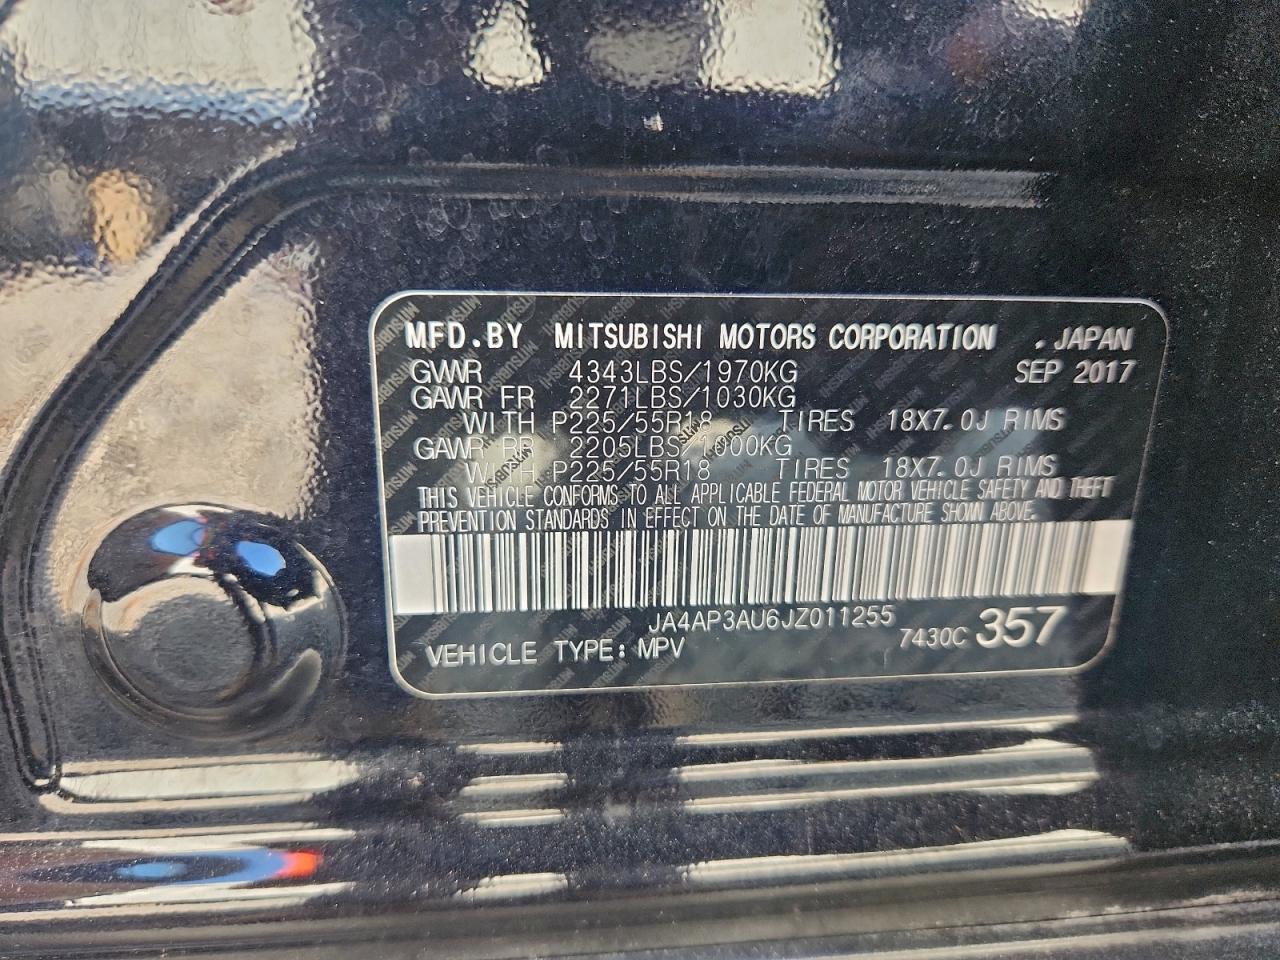 MFD.BY MITSUBISHI MOTORS CORPORATION .JAPAN
GVWR 4343LBS/1970KG SEP 2017
GAWR FR 2271LBS/1030KG
WITH P225/55R18 TIRES 18X7.0J RIMS
GAWR RR 2205LBS/1000KG
WITH P225/55R18 TIRES 18X7.0J RIMS
THIS VEHICLE CONFORMS TO ALL APPLICABLE FEDERAL MOTOR VEHICLE SAFETY AND THEFT
PREVENTION STANDARDS IN EFFECT ON THE DATE OF MANUFACTURE SHOWN ABOVE.
JA4AP3AU6JZ011255
VEHICLE TYPE: MPV 7430C 357